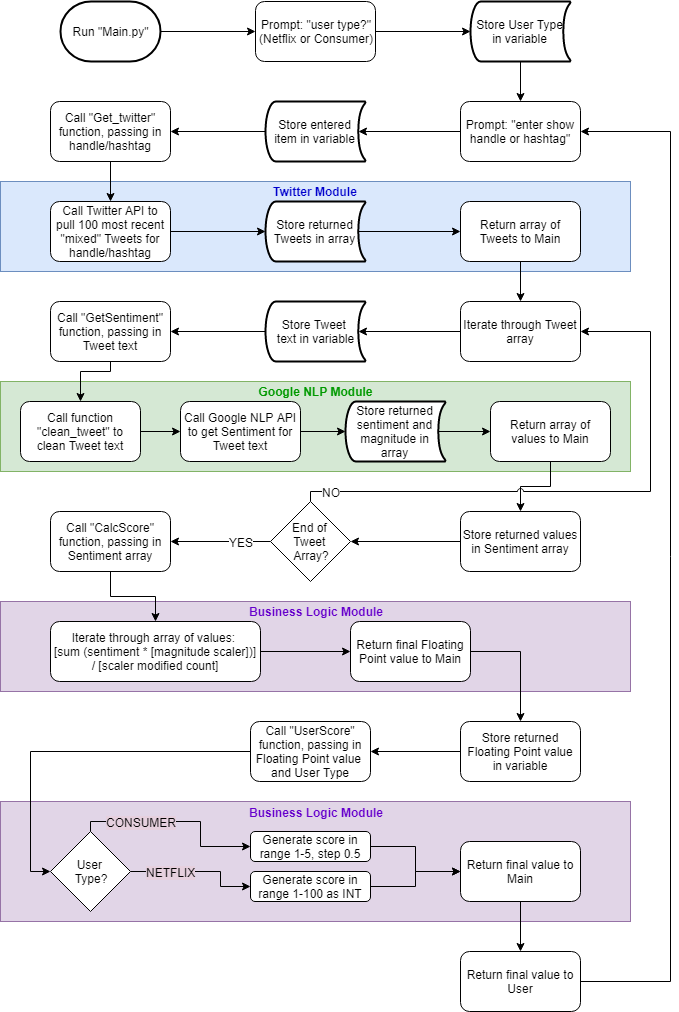 Run "Main.py"
Prompt: "user type?"
(Netflix or Consumer)
Store User Type
in variable
Call "Get_twitter"
function, passing in
handle/hashtag
Store entered
item in variable
Prompt: "enter show
handle or hashtag"
Twitter Module
Call Twitter API to
pull 100 most recent
"mixed" Tweets for
handle/hashtag
Store returned
Tweets in array
Return array of
Tweets to Main
Call "GetSentiment"
function, passing in
Tweet text
Store Tweet
text in variable
Iterate through Tweet
array
Google NLP Module
Call function
"clean_tweet" to
clean Tweet text
Call Google NLP API
to get Sentiment for
Tweet text
Store returned
sentiment and
magnitude in
array
Return array of
values to Main
NO
Call "CalcScore"
function, passing in
Sentiment array
YES
End of
Tweet
Array?
Store returned values
in Sentiment array
Business Logic Module
Iterate through array of values:
[sum (sentiment * [magnitude scaler])]
/ [scaler modified count]
Return final Floating
Point value to Main
Call "UserScore"
function, passing in
Floating Point value
and User Type
Store returned
Floating Point value
in variable
Business Logic Module
CONSUMER
User
Type?
NETFLIX
Generate score in
range 1-5, step 0.5
Generate score in
range 1-100 as INT
Return final value to
Main
Return final value to
User